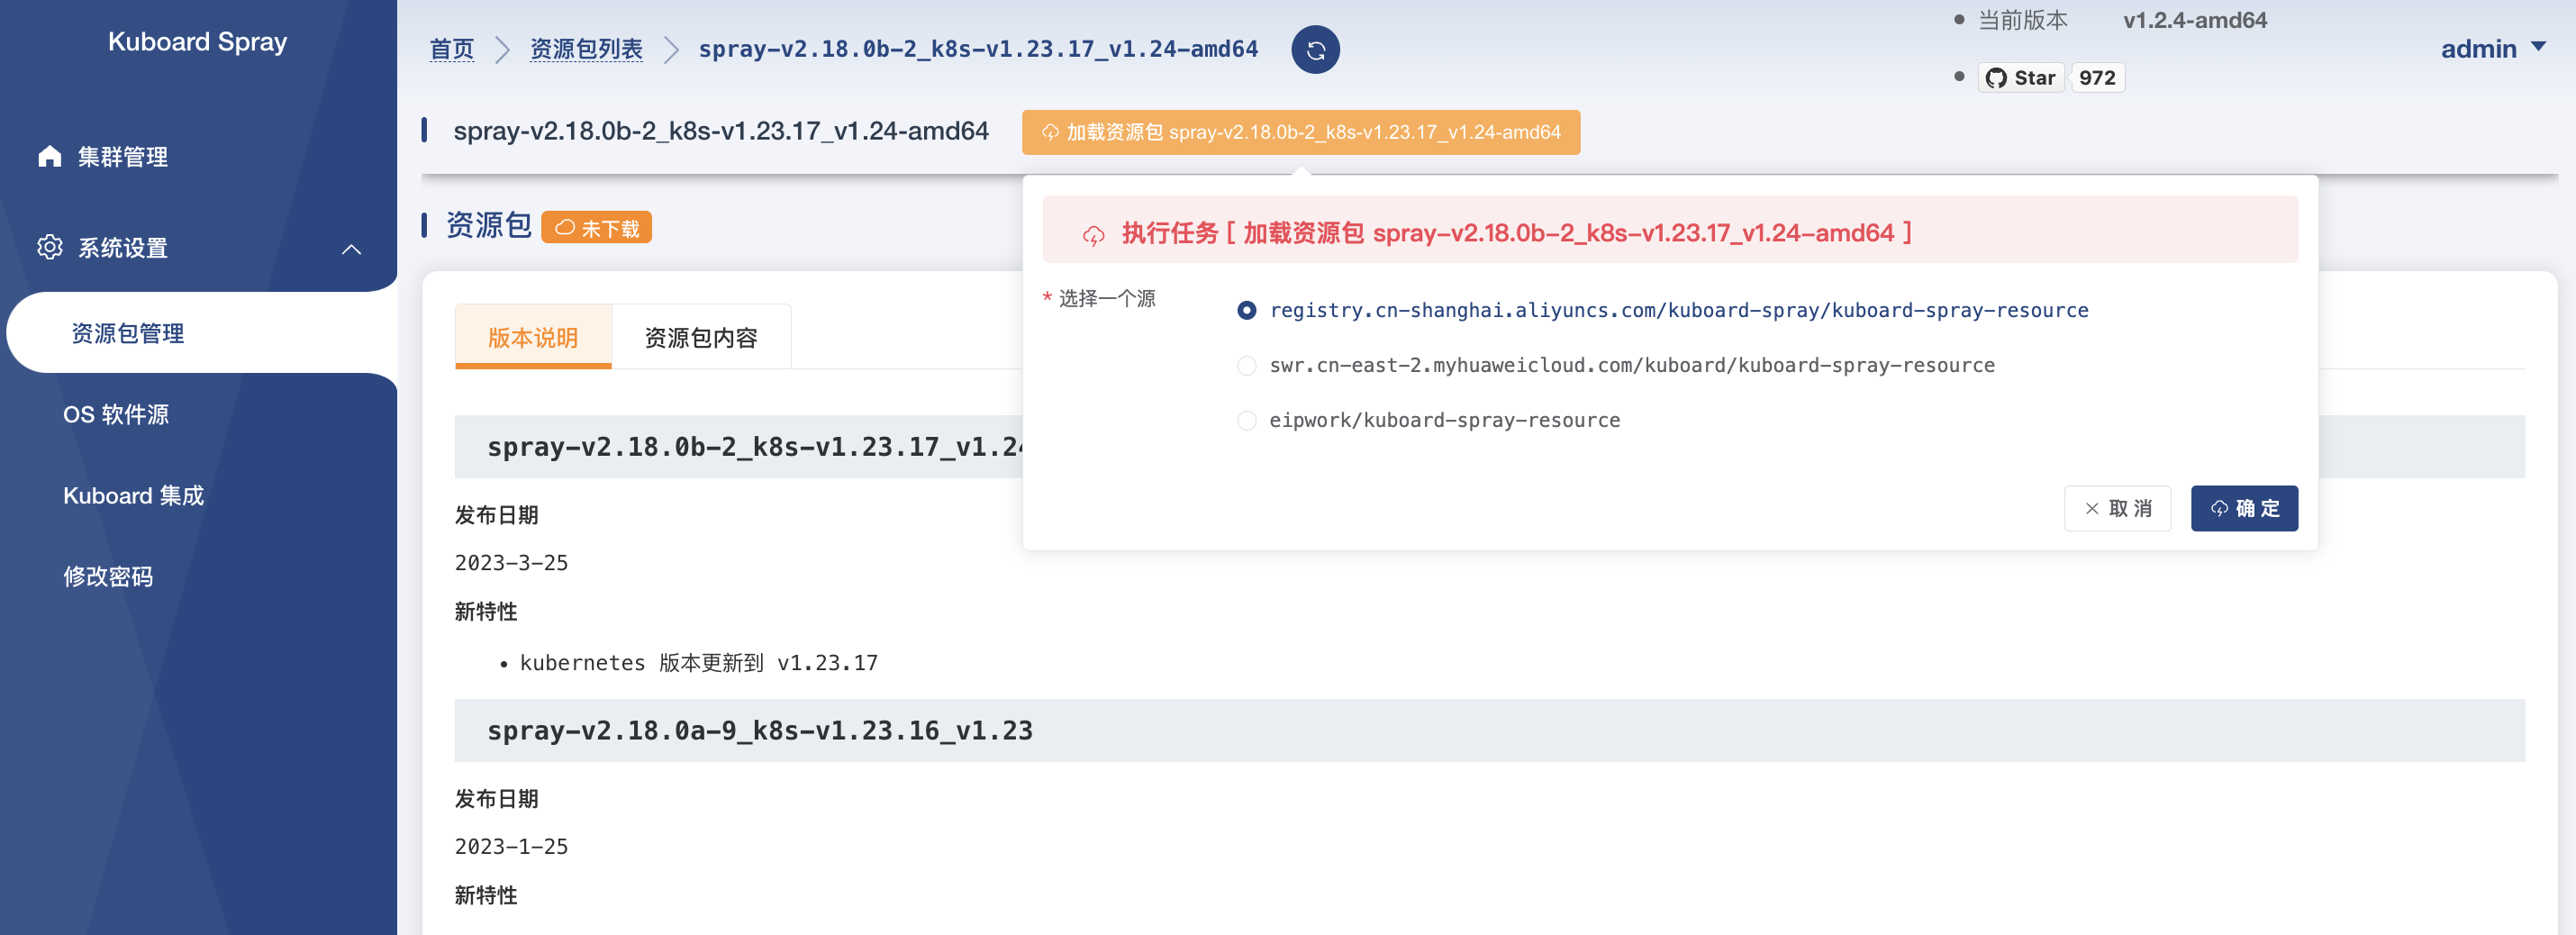 Kuboard Spray
集群管理
系统设置
资源包管理
OS 软件源
Kuboard 集成
修改密码
首页
资源包列表
spray-v2.18.0b-2_k8s-v1.23.17_v1.24-amd64
当前版本 v1.2.4-amd64
Star 972
admin
spray-v2.18.0b-2_k8s-v1.23.17_v1.24-amd64
加载资源包 spray-v2.18.0b-2_k8s-v1.23.17_v1.24-amd64
资源包 未下载
执行任务 [ 加载资源包 spray-v2.18.0b-2_k8s-v1.23.17_v1.24-amd64 ]
* 选择一个源
registry.cn-shanghai.aliyuncs.com/kuboard-spray/kuboard-spray-resource
swr.cn-east-2.myhuaweicloud.com/kuboard/kuboard-spray-resource
eipwork/kuboard-spray-resource
取 消
确 定
版本说明
资源包内容
spray-v2.18.0b-2_k8s-v1.23.17_v1.24
发布日期
2023-3-25
新特性
• kubernetes 版本更新到 v1.23.17
spray-v2.18.0a-9_k8s-v1.23.16_v1.23
发布日期
2023-1-25
新特性